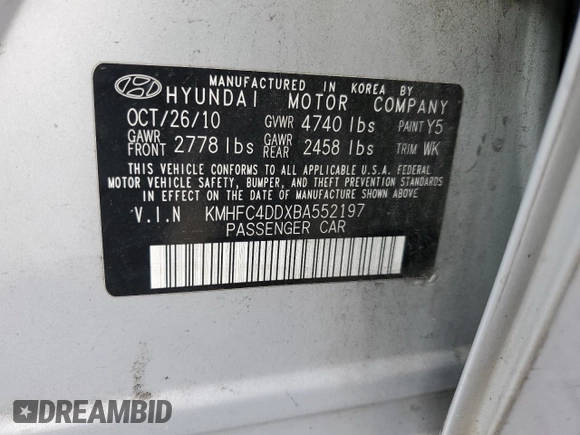 MANUFACTURED IN KOREA BY
HYUNDAI MOTOR COMPANY
OCT/26/10 GVWR 4740 lbs PAINT Y5
GAWR FRONT 2778 lbs GAWR REAR 2458 lbs TRIM WK
THIS VEHICLE CONFORMS TO ALL APPLICABLE U.S.A. FEDERAL
MOTOR VEHICLE SAFETY, BUMPER, AND THEFT PREVENTION STANDARDS
IN EFFECT ON THE DATE OF MANUFACTURE SHOWN ABOVE.
V.I.N KMHFC4DDXBA552197
PASSENGER CAR
DREAMBID